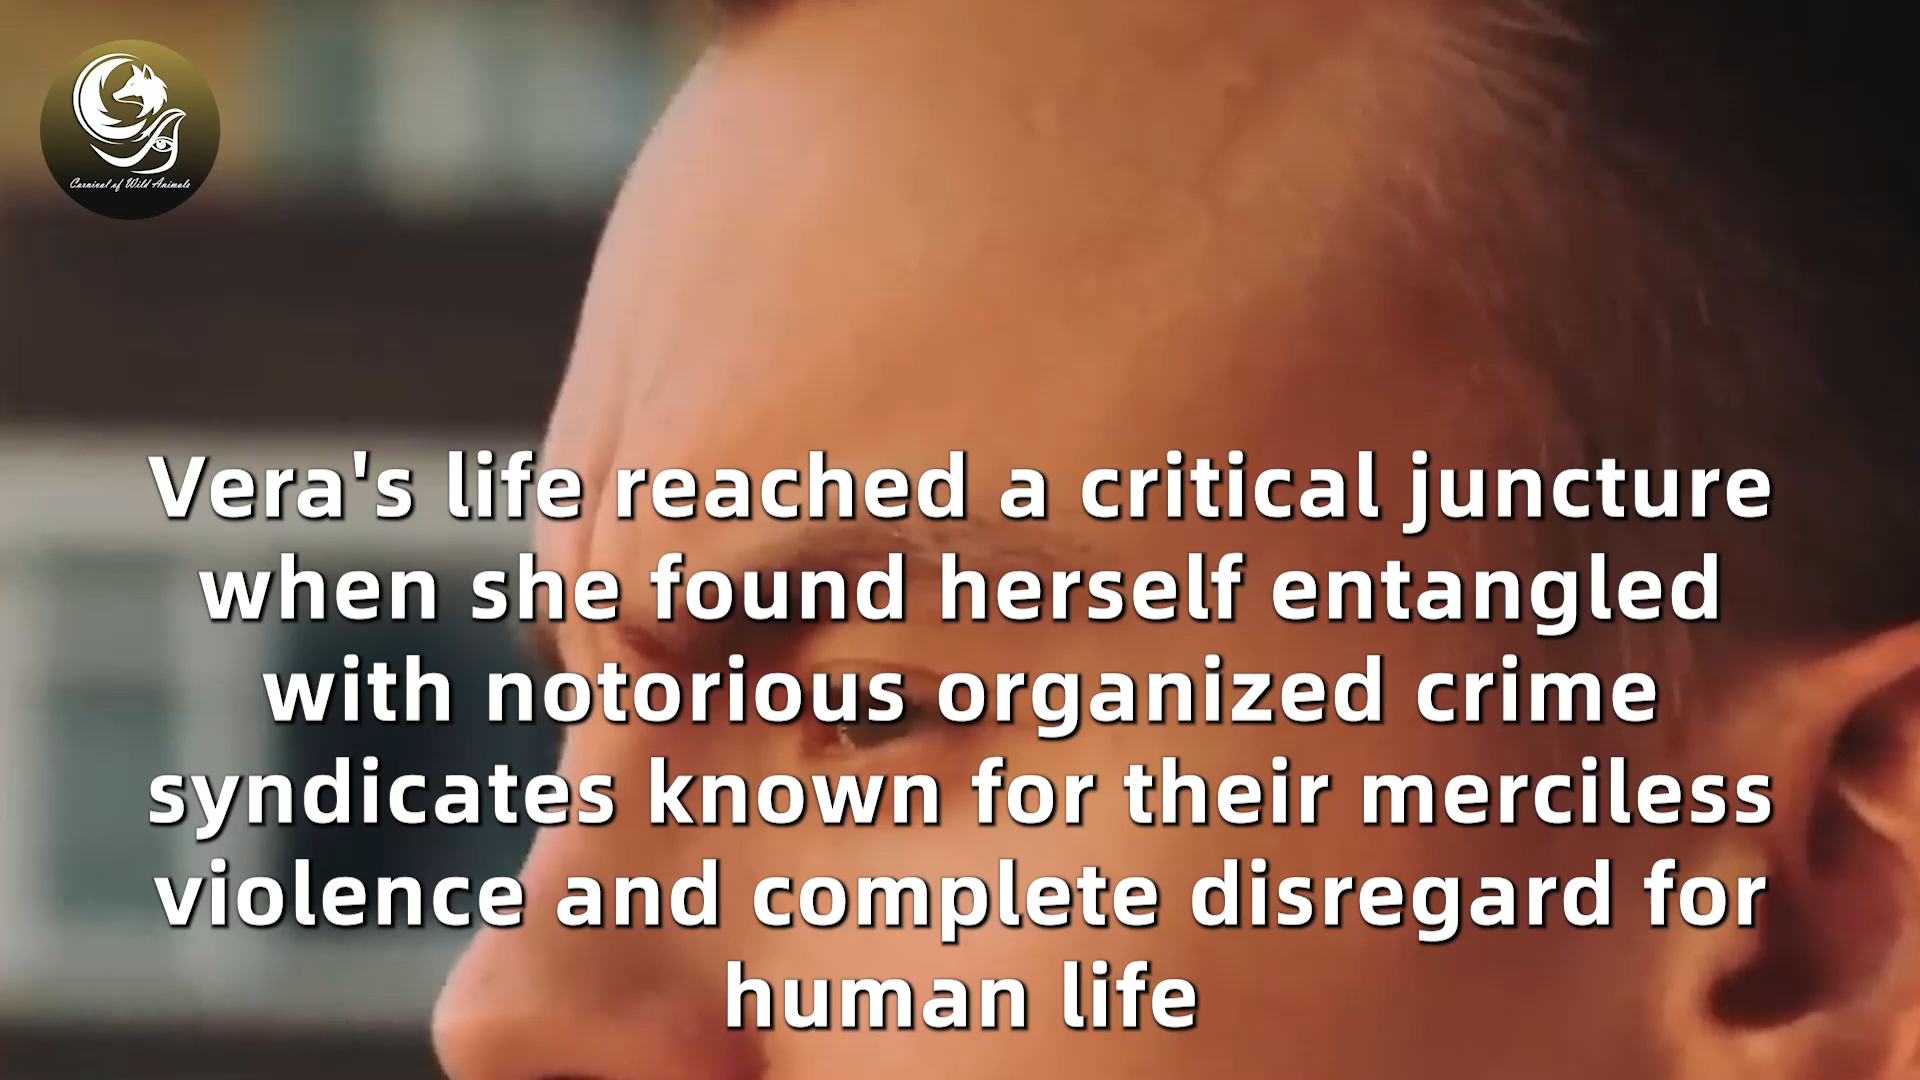 Carnival of Wild Animals
Vera's life reached a critical juncture
when she found herself entangled
with notorious organized crime
syndicates known for their merciless
violence and complete disregard for
human life